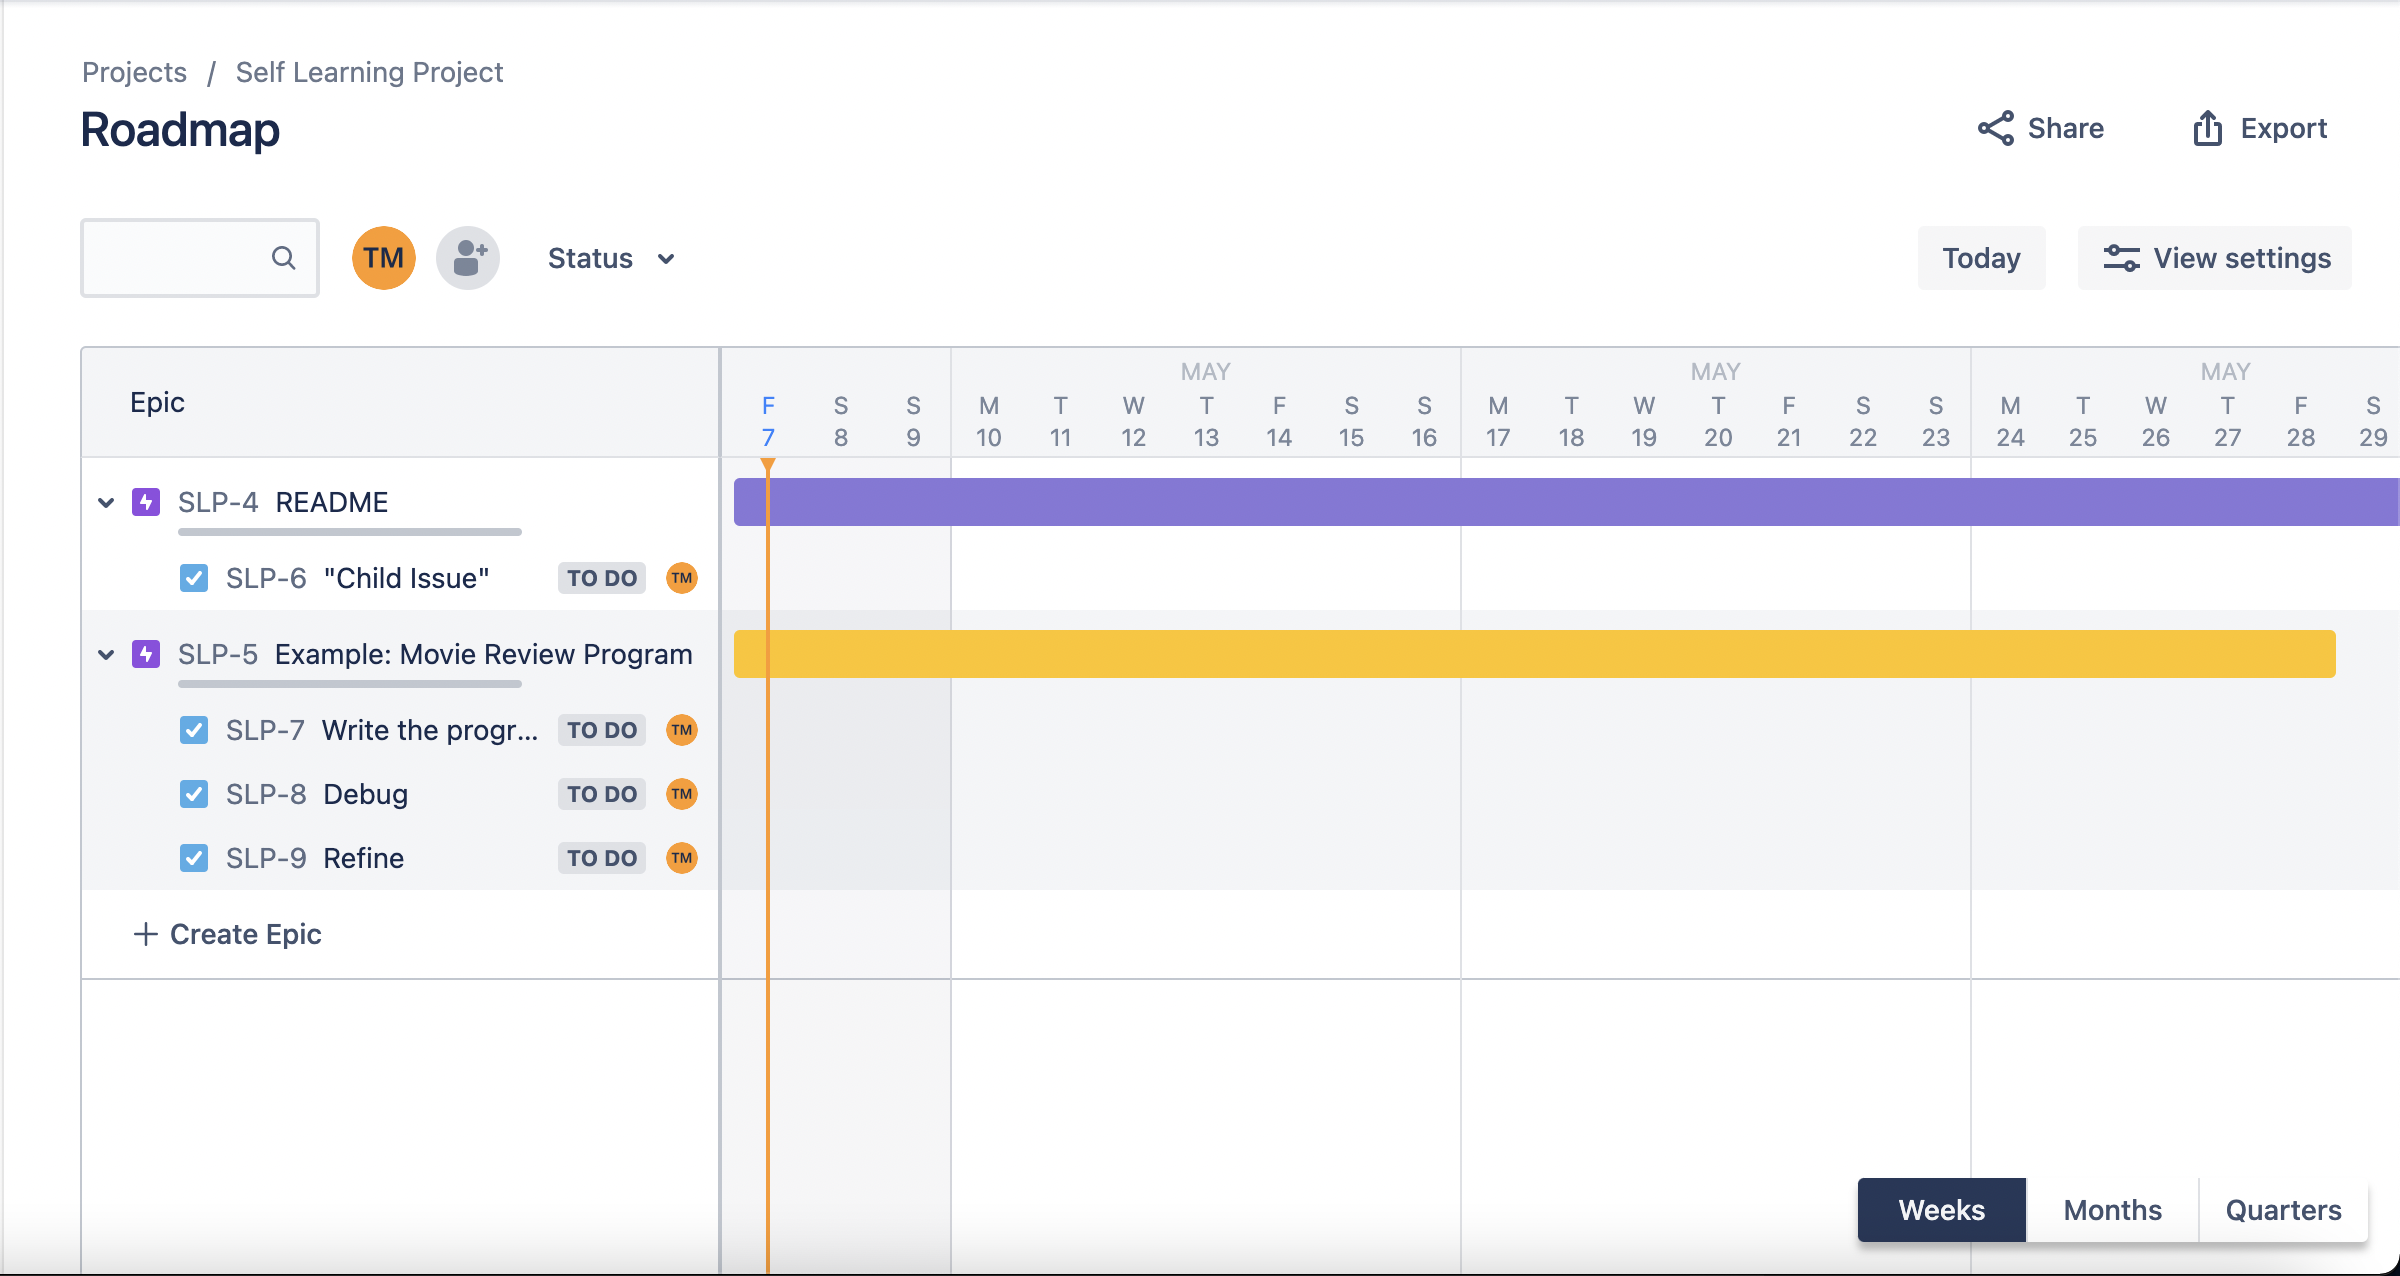 Projects / Self Learning Project
Roadmap
Share
Export
TM
Status
Today
View settings
Epic
MAY MAY MAY
F S S M T W T F S S M T W T F S S M T W T F S
7 8 9 10 11 12 13 14 15 16 17 18 19 20 21 22 23 24 25 26 27 28 29
SLP-4 README
SLP-6 "Child Issue" TO DO TM
SLP-5 Example: Movie Review Program
SLP-7 Write the progr... TO DO TM
SLP-8 Debug TO DO TM
SLP-9 Refine TO DO TM
+ Create Epic
Weeks Months Quarters